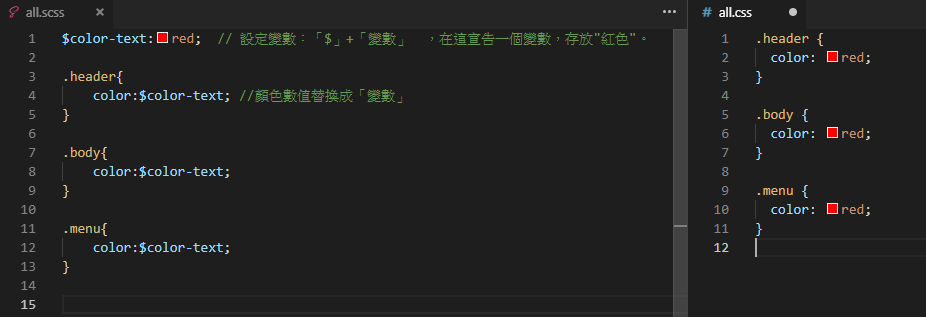 all.scss
1 $color-text:red; // 設定變數：「$」+「變數」 ，在這宣告一個變數，存放"紅色"。
2
3 .header{
4 color:$color-text; //顏色數值替換成「變數」
5 }
6
7 .body{
8 color:$color-text;
9 }
10
11 .menu{
12 color:$color-text;
13 }
14
15
# all.css
1 .header {
2 color: red;
3 }
4
5 .body {
6 color: red;
7 }
8
9 .menu {
10 color: red;
11 }
12